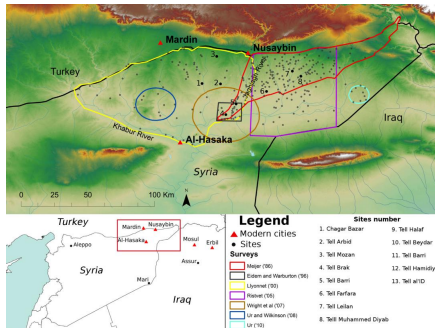 Mardin
Nusaybin
Turkey
3
1
2
8
6
Jaghjagh River
Khabur River
Al-Hasaka
Iraq
Syria
N
0 25 50 100 Km
Turkey
Mardin
Nusaybin
Aleppo
Al-Hasaka
Mosul
Erbil
Syria
Assur
Mari
Iraq
Legend
Modern cities
Sites
Surveys
Meijer ('86)
Eidem and Warburton ('96)
Lyonnet ('00)
Ristvet ('05)
Wright et al ('07)
Ur and Wilkinson ('08)
Ur ('10)
Sites number
1. Chagar Bazar
2. Tell Arbid
3. Tell Mozan
4. Tell Brak
5. Tell Barri
6. Tell Farfara
7. Tell Leilan
8. Tell Muhammed Diyab
9. Tell Halaf
10. Tell Beydar
11. Tell Barri
12. Tell Hamidiy
13. Tell al'ID